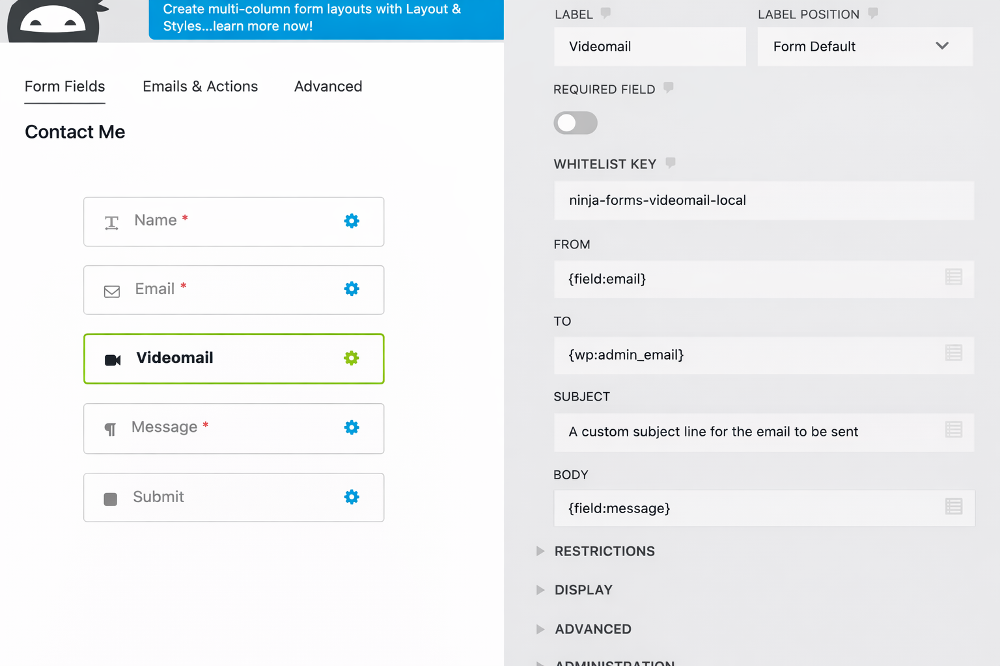 Create multi-column form layouts with Layout &
Styles...learn more now!
Form Fields
Emails & Actions
Advanced
Contact Me
Name *
Email *
Videomail
Message *
Submit
LABEL
LABEL POSITION
Videomail
Form Default
REQUIRED FIELD
WHITELIST KEY
ninja-forms-videomail-local
FROM
{field:email}
TO
{wp:admin_email}
SUBJECT
A custom subject line for the email to be sent
BODY
{field:message}
RESTRICTIONS
DISPLAY
ADVANCED
ADMINISTRATION